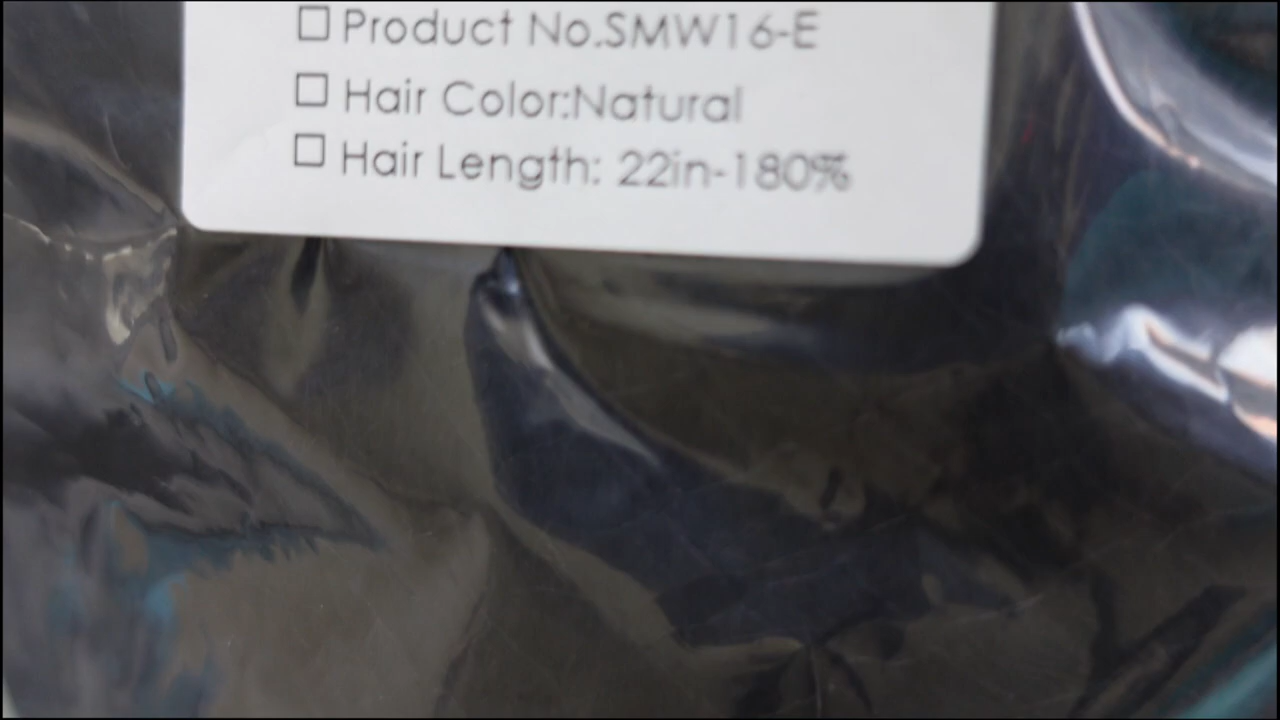 ☐ Product No.SMW16-E
☐ Hair Color:Natural
☐ Hair Length: 22in-180%